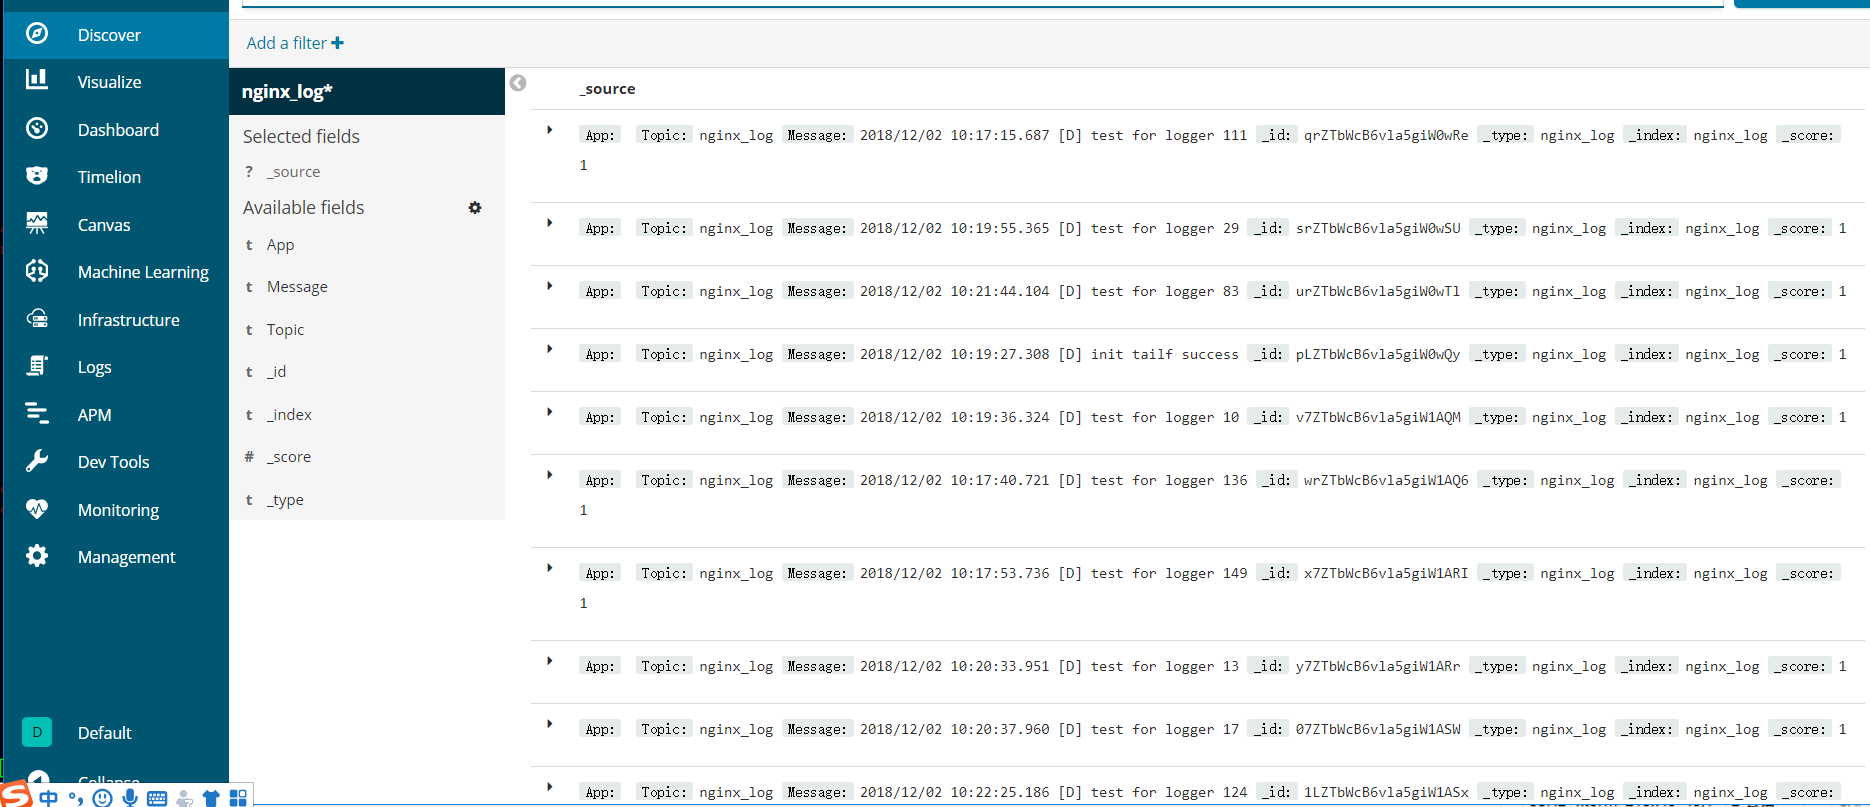 Discover
Visualize
Dashboard
Timelion
Canvas
Machine Learning
Infrastructure
Logs
APM
Dev Tools
Monitoring
Management
D Default
Collapse
中
Add a filter +
nginx_log*
Selected fields
? _source
Available fields
t App
t Message
t Topic
t _id
t _index
# _score
t _type
_source
App: Topic: nginx_log Message: 2018/12/02 10:17:15.687 [D] test for logger 111 _id: qrZTbWcB6vla5giW0wRe _type: nginx_log _index: nginx_log _score:
1
App: Topic: nginx_log Message: 2018/12/02 10:19:55.365 [D] test for logger 29 _id: srZTbWcB6vla5giW0wSU _type: nginx_log _index: nginx_log _score: 1
App: Topic: nginx_log Message: 2018/12/02 10:21:44.104 [D] test for logger 83 _id: urZTbWcB6vla5giW0wTl _type: nginx_log _index: nginx_log _score: 1
App: Topic: nginx_log Message: 2018/12/02 10:19:27.308 [D] init tailf success _id: pLZTbWcB6vla5giW0wQy _type: nginx_log _index: nginx_log _score: 1
App: Topic: nginx_log Message: 2018/12/02 10:19:36.324 [D] test for logger 10 _id: v7ZTbWcB6vla5giW1AQM _type: nginx_log _index: nginx_log _score: 1
App: Topic: nginx_log Message: 2018/12/02 10:17:40.721 [D] test for logger 136 _id: wrZTbWcB6vla5giW1AQ6 _type: nginx_log _index: nginx_log _score:
1
App: Topic: nginx_log Message: 2018/12/02 10:17:53.736 [D] test for logger 149 _id: x7ZTbWcB6vla5giW1ARI _type: nginx_log _index: nginx_log _score:
1
App: Topic: nginx_log Message: 2018/12/02 10:20:33.951 [D] test for logger 13 _id: y7ZTbWcB6vla5giW1ARr _type: nginx_log _index: nginx_log _score: 1
App: Topic: nginx_log Message: 2018/12/02 10:20:37.960 [D] test for logger 17 _id: 07ZTbWcB6vla5giW1ASW _type: nginx_log _index: nginx_log _score: 1
App: Topic: nginx_log Message: 2018/12/02 10:22:25.186 [D] test for logger 124 _id: 1LZTbWcB6vla5giW1ASx _type: nginx_log _index: nginx_log _score: